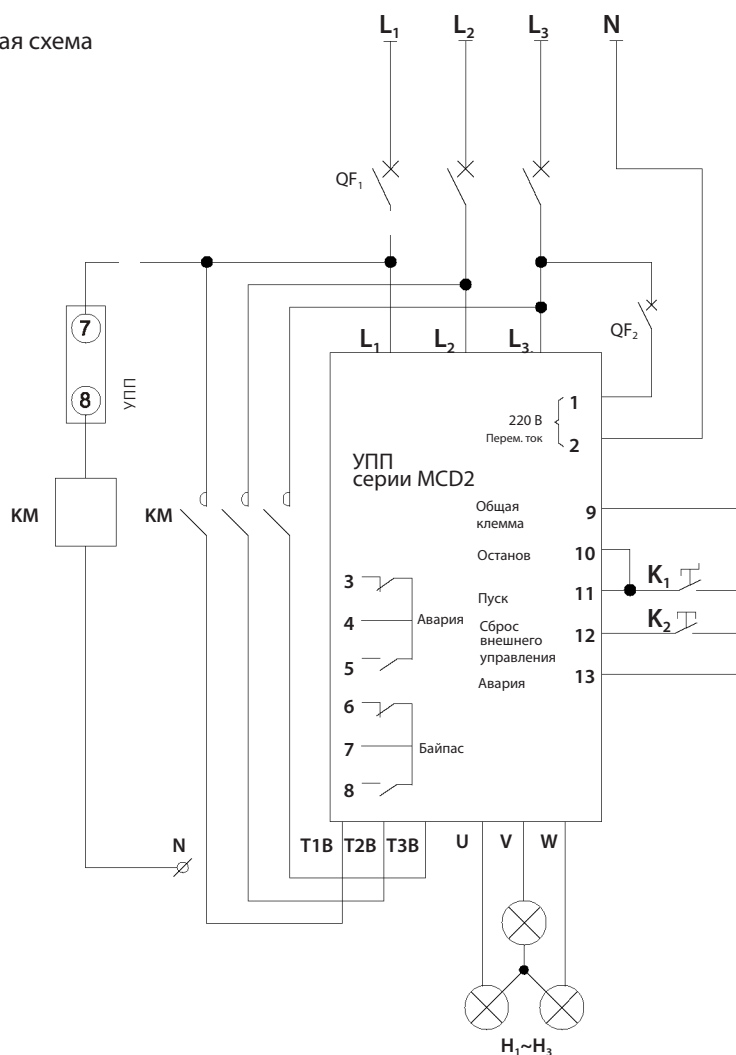 ая схема
L₁ L₂ L₃ N
QF₁
QF₂
7
8
УПП
L₁ L₂ L₃.
1
220 В
Перем. ток
2
УПП
серии MCD2
KM
KM
Общая
клемма
9
Останов
10
Пуск
11
K₁
Сброс
внешнего
управления
12
K₂
Авария
13
3
4
Авария
5
6
7
Байпас
8
N
T1B T2B T3B U V W
H₁~H₃